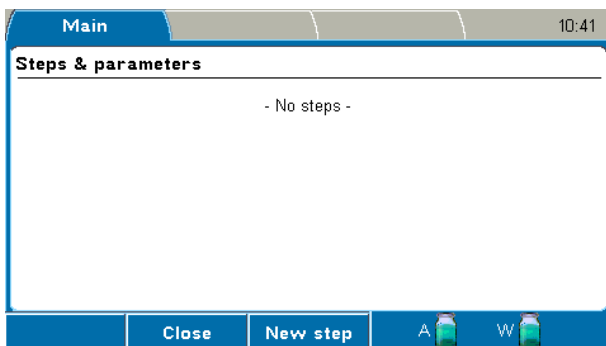 Main
10:41
Steps & parameters
- No steps -
Close
New step
A
W